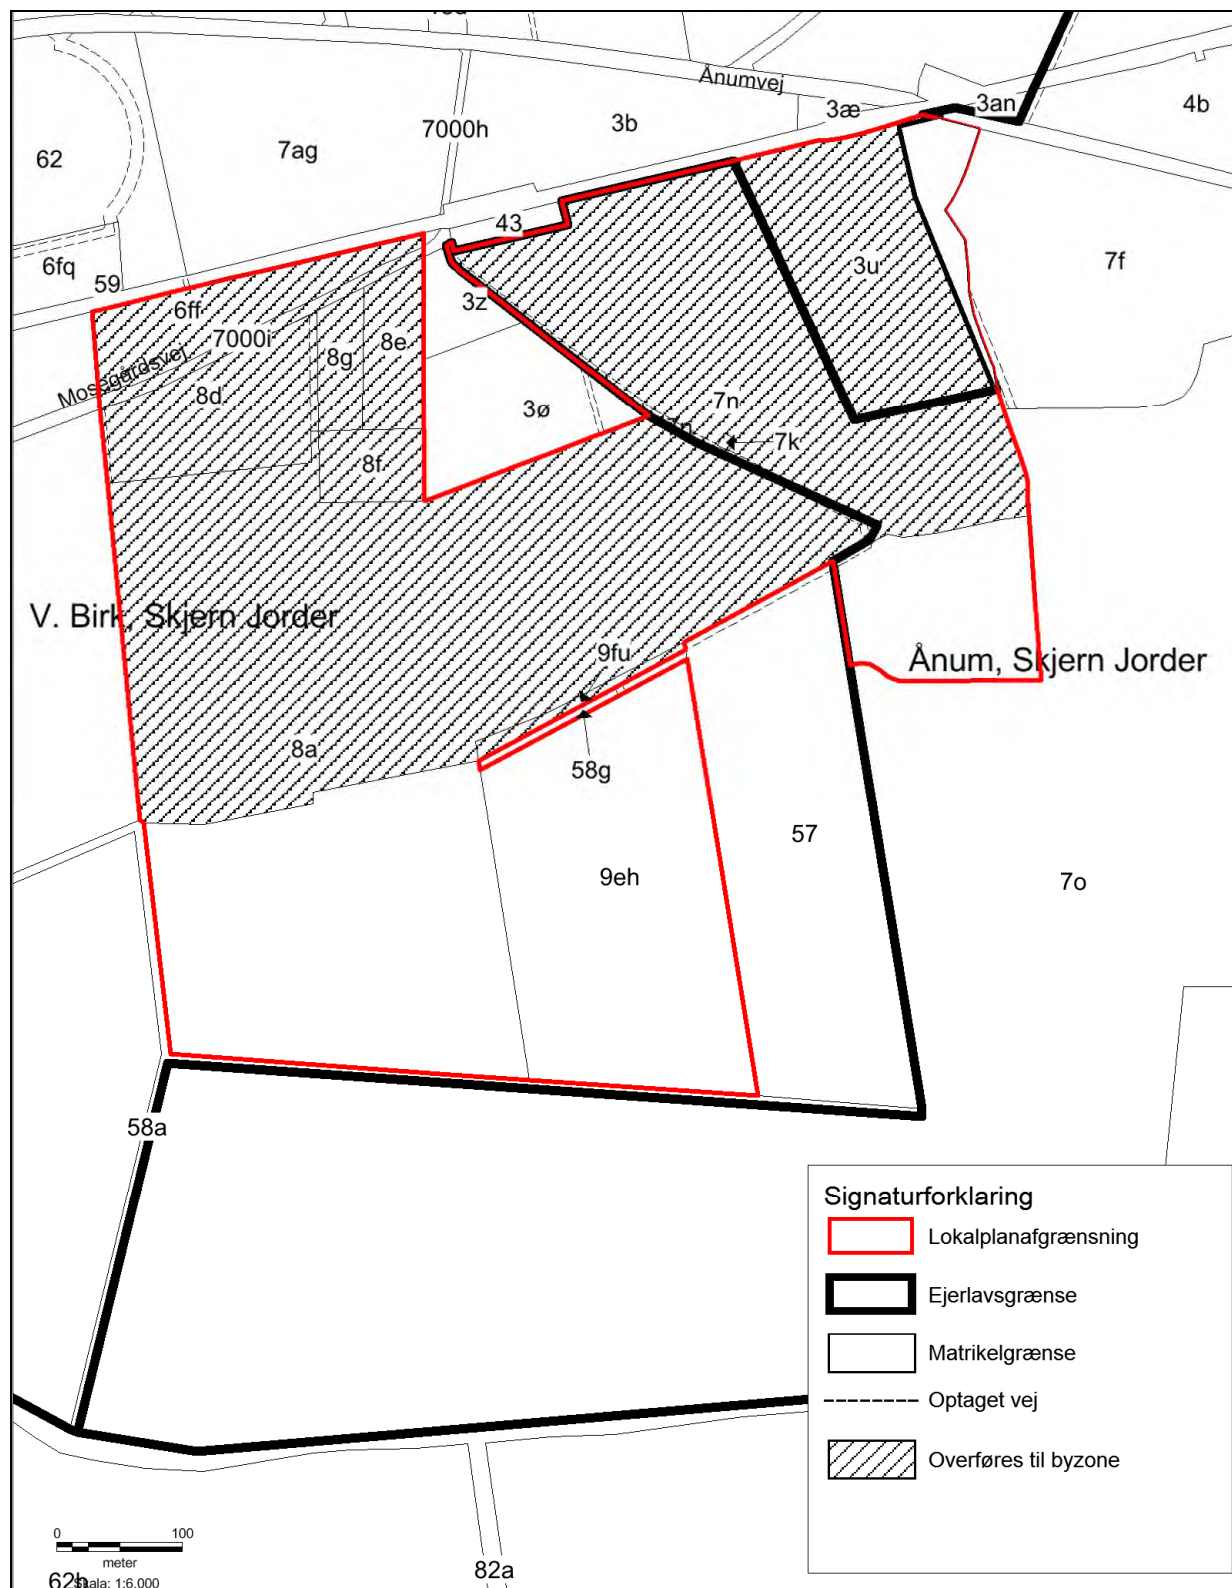 Ånumvej
3æ
3an
4b
7000h
3b
7ag
62
43
3u
7f
6fq
59
6ff
3z
7000i
8e
8g
Mosegårdsvej
8d
7n
3ø
7k
8f
V. Birk, Skjern Jorder
9fu
Ånum, Skjern Jorder
8a
58g
57
9eh
7o
58a
Signaturforklaring
Lokalplanafgrænsning
Ejerlavsgrænse
Matrikelgrænse
Optaget vej
Overføres til byzone
0 100
meter
Skala: 1:6.000
82a